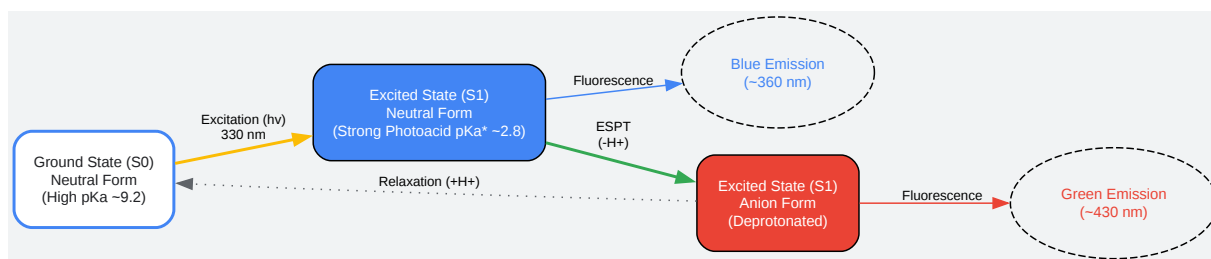 Ground State (S0)
Neutral Form
(High pKa ~9.2)
Excitation (hv)
330 nm
Excited State (S1)
Neutral Form
(Strong Photoacid pKa* ~2.8)
Fluorescence
Blue Emission
(~360 nm)
ESPT
(-H+)
Relaxation (+H+)
Excited State (S1)
Anion Form
(Deprotonated)
Fluorescence
Green Emission
(~430 nm)